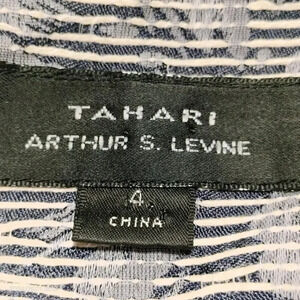 TAHARI
ARTHUR S. LEVINE
4
CHINA